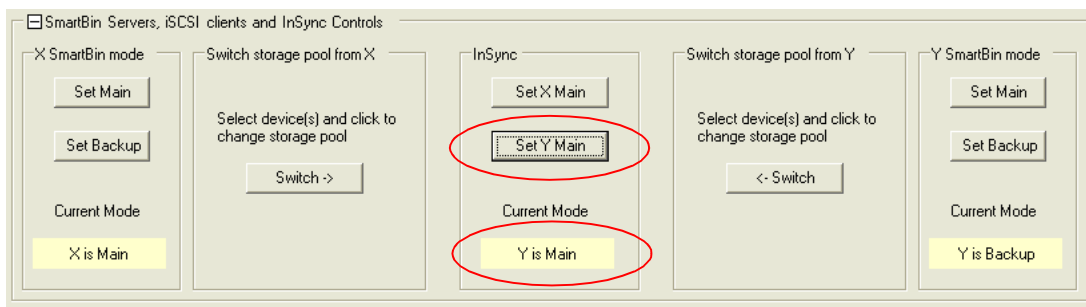 SmartBin Servers, iSCSI clients and InSync Controls
X SmartBin mode
Set Main
Set Backup
Current Mode
X is Main
Switch storage pool from X
Select device(s) and click to
change storage pool
Switch ->
InSync
Set X Main
Set Y Main
Current Mode
Y is Main
Switch storage pool from Y
Select device(s) and click to
change storage pool
<- Switch
Y SmartBin mode
Set Main
Set Backup
Current Mode
Y is Backup